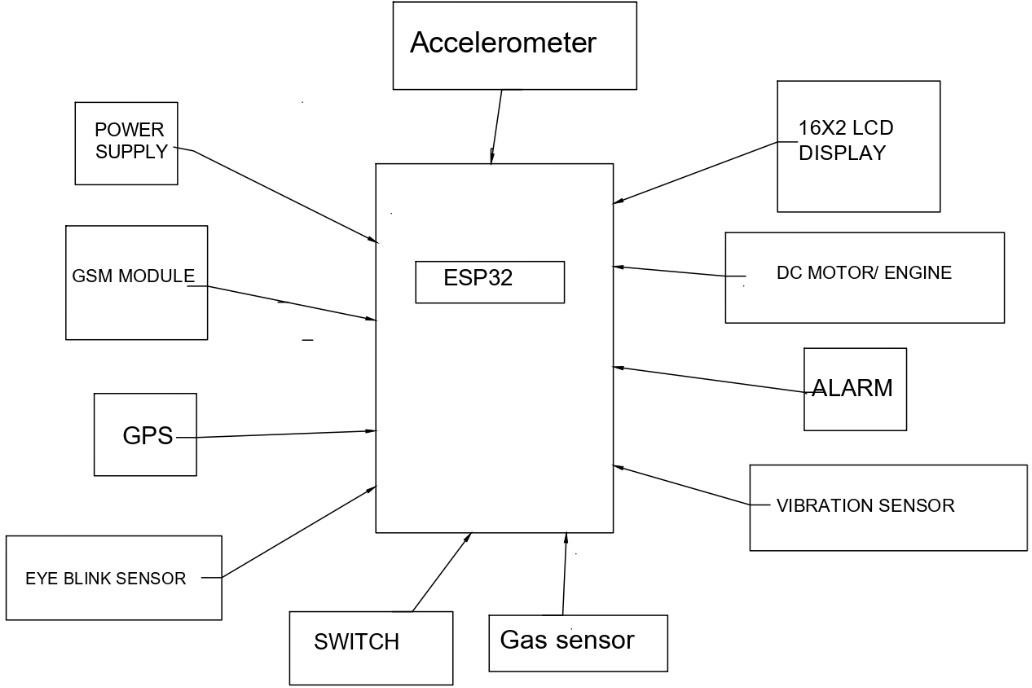 Accelerometer
POWER
SUPPLY
16X2 LCD
DISPLAY
GSM MODULE
ESP32
DC MOTOR/ ENGINE
ALARM
GPS
VIBRATION SENSOR
EYE BLINK SENSOR
SWITCH
Gas sensor